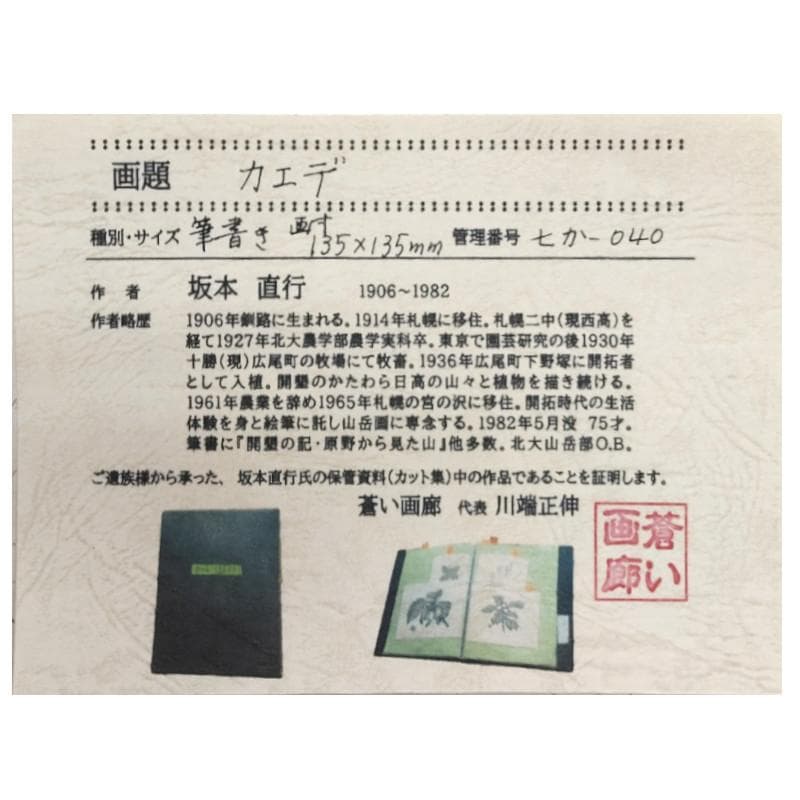 画題 カエデ
種別・サイズ 筆書き 画寸 135×135mm 管理番号 七か-040
作者 坂本 直行 1906～1982
作者略歴 1906年釧路に生まれる。1914年札幌に移住。札幌二中(現西高)を
経て1927年北大農学部農学実科卒。東京で園芸研究の後1930年
十勝(現)広尾町の牧場にて牧畜。1936年広尾町下野塚に開拓者
として入植。開墾のかたわら日高の山々と植物を描き続ける。
1961年農業を辞め1965年札幌の宮の沢に移住。開拓時代の生活
体験を身と絵筆に託し山岳画に専念する。1982年5月没 75才。
筆書に『開墾の記・原野から見た山』他多数。北大山岳部O.B.
ご遺族様から承った、坂本直行氏の保管資料(カット集)中の作品であることを証明します。
蒼い画廊 代表 川端正伸
蒼い画廊